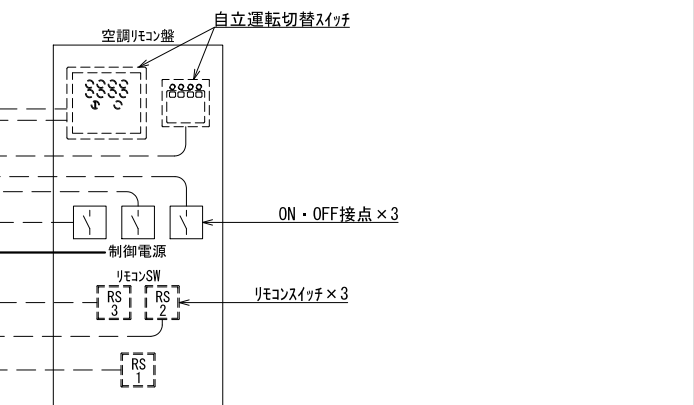 自立運転切替ｽｲｯﾁ
空調ﾘﾓｺﾝ盤
ON・OFF接点×3
制御電源
ﾘﾓｺﾝSW
RS
3
RS
2
ﾘﾓｺﾝｽｲｯﾁ×3
RS
1